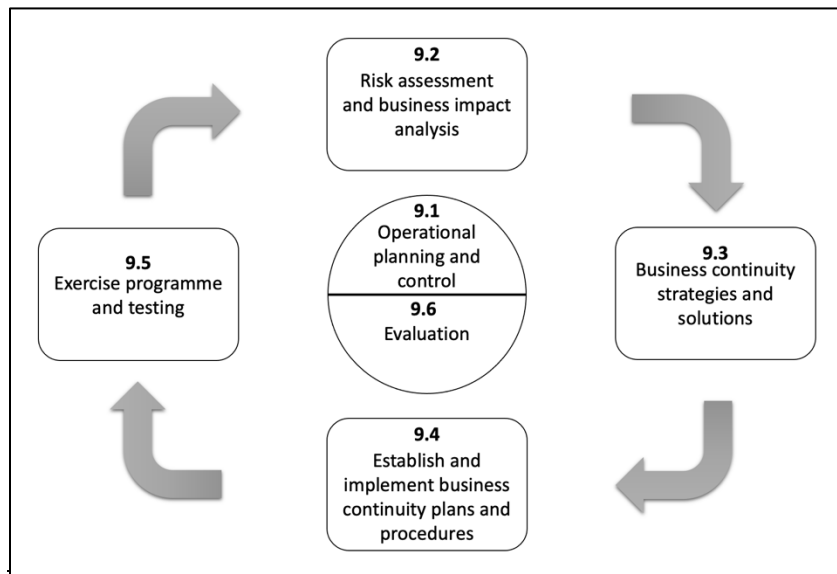 9.2
Risk assessment
and business impact
analysis
9.1
Operational
planning and
control
9.6
Evaluation
9.3
Business continuity
strategies and
solutions
9.5
Exercise programme
and testing
9.4
Establish and
implement business
continuity plans and
procedures